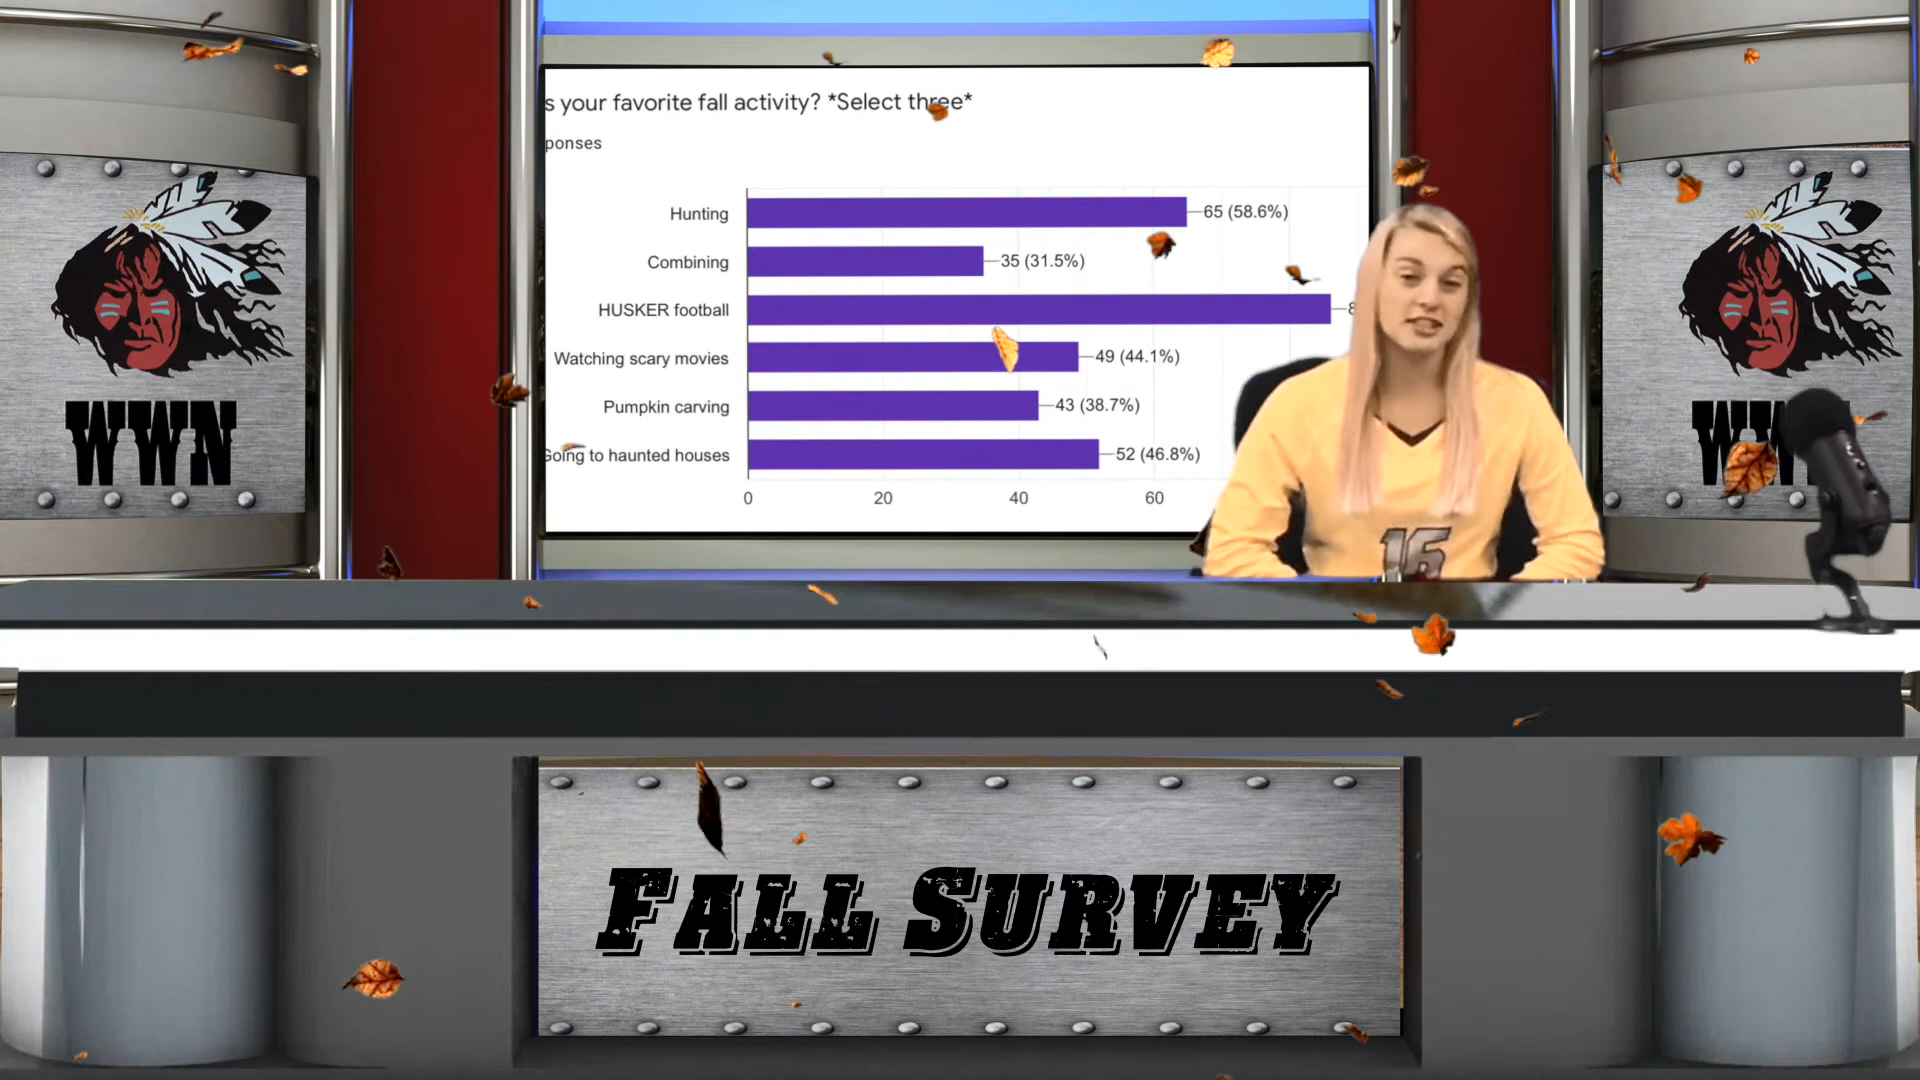 s your favorite fall activity? *Select three*
ponses
Hunting 65 (58.6%)
Combining 35 (31.5%)
HUSKER football 8
Watching scary movies 49 (44.1%)
Pumpkin carving 43 (38.7%)
Going to haunted houses 52 (46.8%)
0 20 40 60
WWN
16
FALL SURVEY